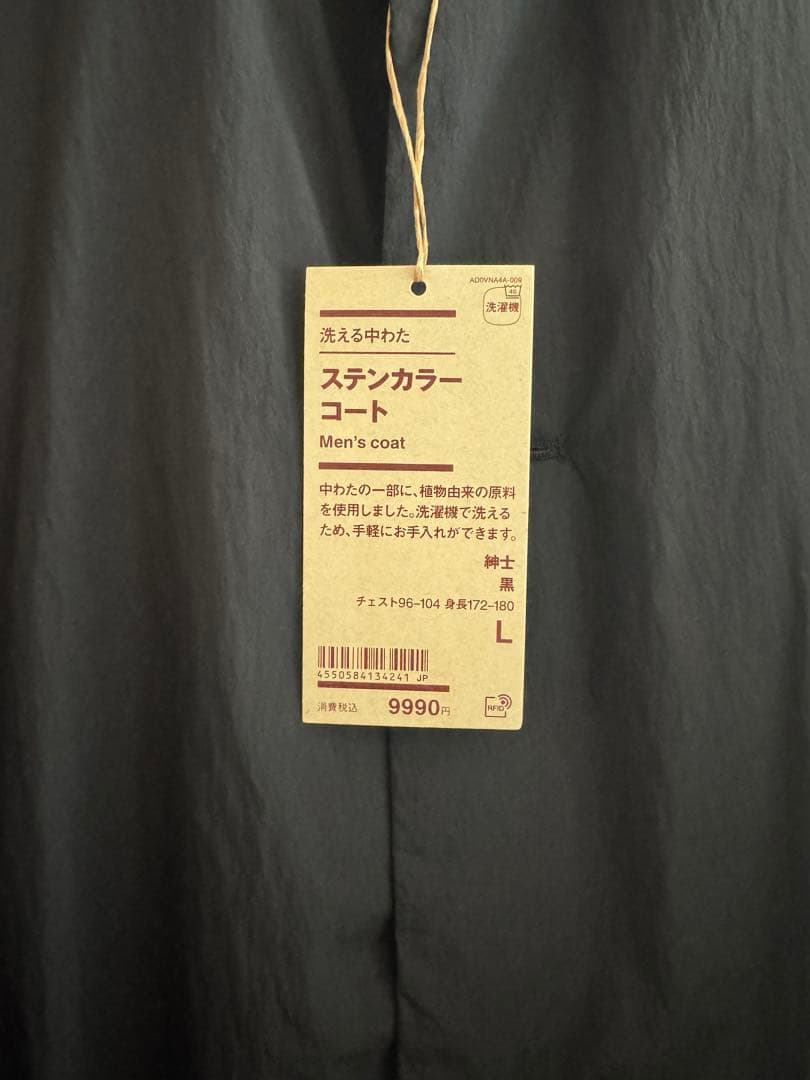 AD0VNA4A-009
40
洗濯機
洗える中わた
ステンカラー
コート
Men's coat
中わたの一部に、植物由来の原料
を使用しました。洗濯機で洗える
ため、手軽にお手入れができます。
紳士
黒
チェスト96-104 身長172-180
L
4550584134241 JP
消費税込 9990円
RFID